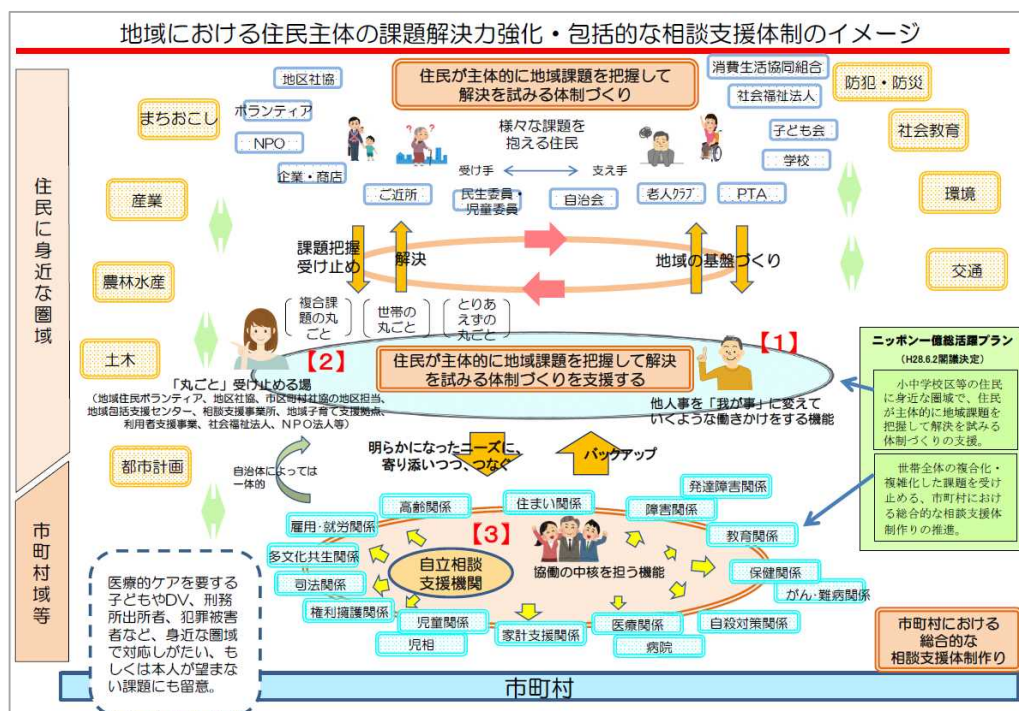 地域における住民主体の課題解決力強化・包括的な相談支援体制のイメージ
住民に身近な圏域
市町村域等
まちおこし
産業
農林水産
土木
都市計画
地区社協
ボランティア
NPO
企業・商店
住民が主体的に地域課題を把握して
解決を試みる体制づくり
様々な課題を
抱える住民
受け手
支え手
ご近所
民生委員・
児童委員
自治会
老人クラブ
PTA
消費生活協同組合
社会福祉法人
子ども会
学校
防犯・防災
社会教育
環境
交通
課題把握
受け止め
解決
地域の基盤づくり
複合課
題の丸
ごと
世帯の
丸ごと
とりあ
えずの
丸ごと
【2】
住民が主体的に地域課題を把握して解決
を試みる体制づくりを支援する
【1】
「丸ごと」受け止める場
（地域住民ボランティア、地区社協、市区町村社協の地区担当、
地域包括支援センター、相談支援事業所、地域子育て支援拠点、
利用者支援事業、社会福祉法人、NPO法人等）
他人事を「我が事」に変えて
いくような働きかけをする機能
ニッポン一億総活躍プラン
（H28.6.2閣議決定）
小中学校区等の住民
に身近な圏域で、住民
が主体的に地域課題を
把握して解決を試みる
体制づくりの支援。
世帯全体の複合化・
複雑化した課題を受け
止める、市町村におけ
る総合的な相談支援体
制作りの推進。
自治体によっては
一体的
明らかになったニーズに、
寄り添いつつ、つなぐ
バックアップ
【3】
自立相談
支援機関
協働の中核を担う機能
高齢関係
住まい関係
発達障害関係
障害関係
雇用・就労関係
教育関係
多文化共生関係
保健関係
司法関係
がん・難病関係
権利擁護関係
児童関係
児相
家計支援関係
医療関係
病院
自殺対策関係
医療的ケアを要する
子どもやDV、刑務
所出所者、犯罪被害
者など、身近な圏域
で対応しがたい、も
しくは本人が望まな
い課題にも留意。
市町村における
総合的な
相談支援体制作り
市町村